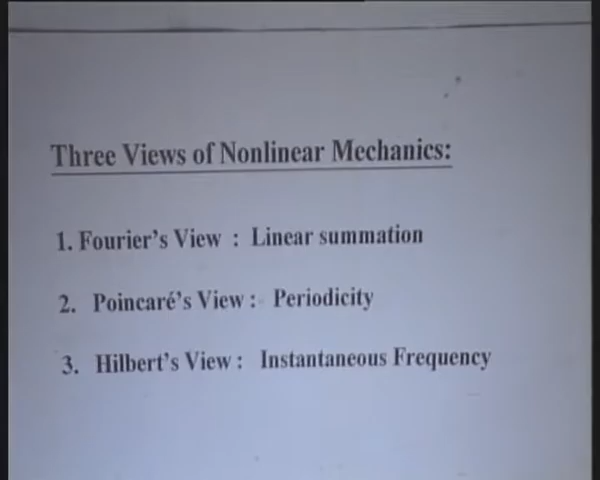 Three Views of Nonlinear Mechanics:
1. Fourier's View : Linear summation
2. Poincaré's View : Periodicity
3. Hilbert's View : Instantaneous Frequency